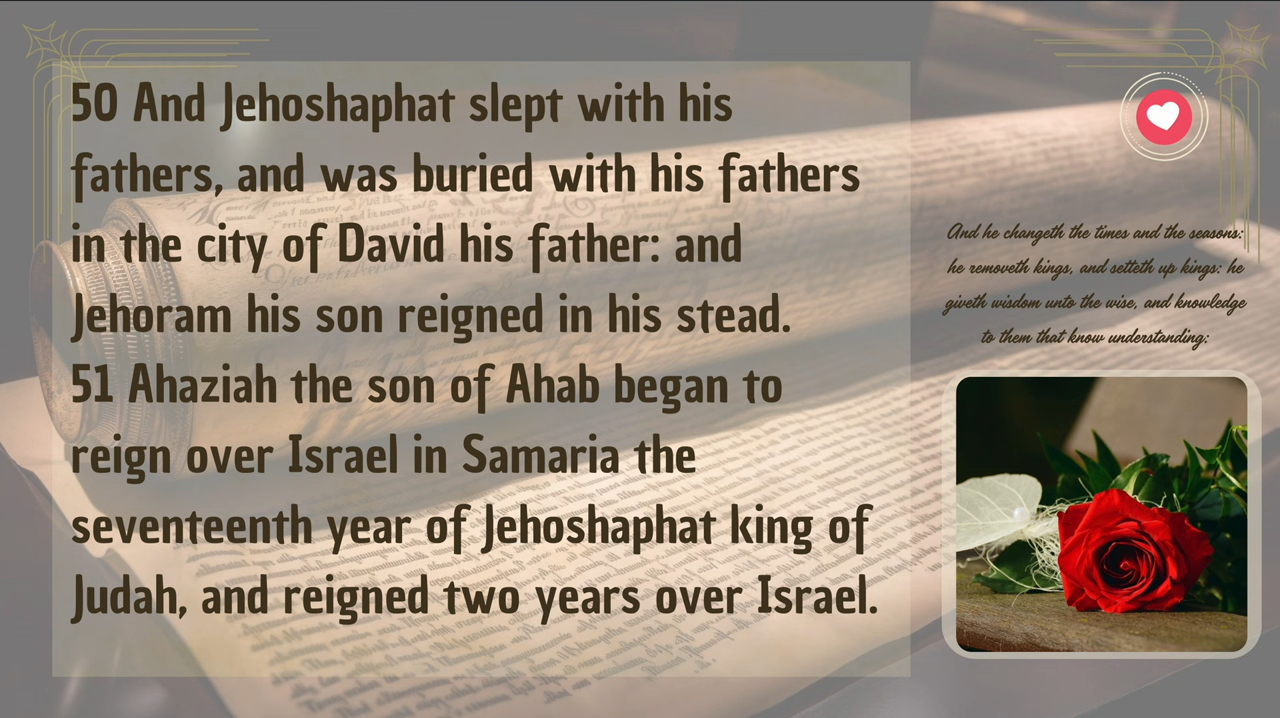 50 And Jehoshaphat slept with his
fathers, and was buried with his fathers
in the city of David his father: and
Jehoram his son reigned in his stead.
51 Ahaziah the son of Ahab began to
reign over Israel in Samaria the
seventeenth year of Jehoshaphat king of
Judah, and reigned two years over Israel.
And he changeth the times and the seasons:
he removeth kings, and setteth up kings: he
giveth wisdom unto the wise, and knowledge
to them that know understanding: